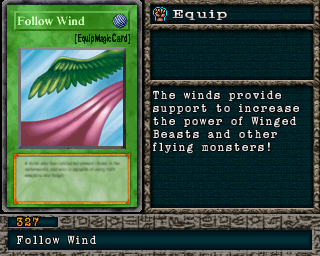 Follow Wind
[EquipMagicCard]
Equip
The winds provide
support to increase
the power of Winged
Beasts and other
flying monsters!
327
Follow Wind